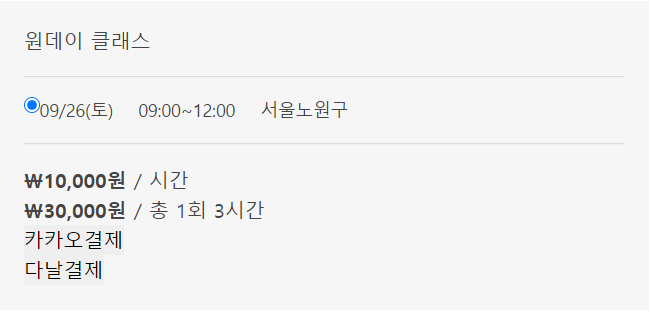 원데이 클래스
09/26(토) 09:00~12:00 서울노원구
₩10,000원 / 시간
₩30,000원 / 총 1회 3시간
카카오결제
다날결제